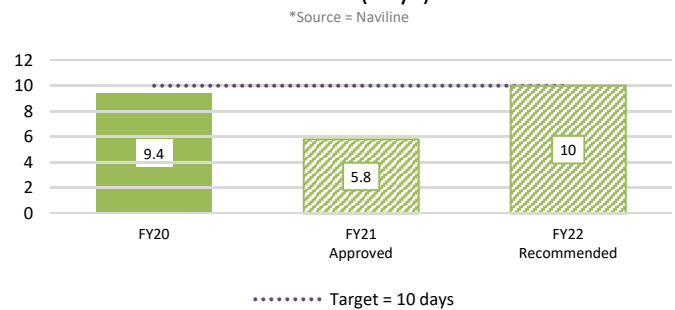 *Source = Naviline
12
10
8
6
4
2
0
9.4
5.8
10
FY20
FY21
Approved
FY22
Recommended
Target = 10 days